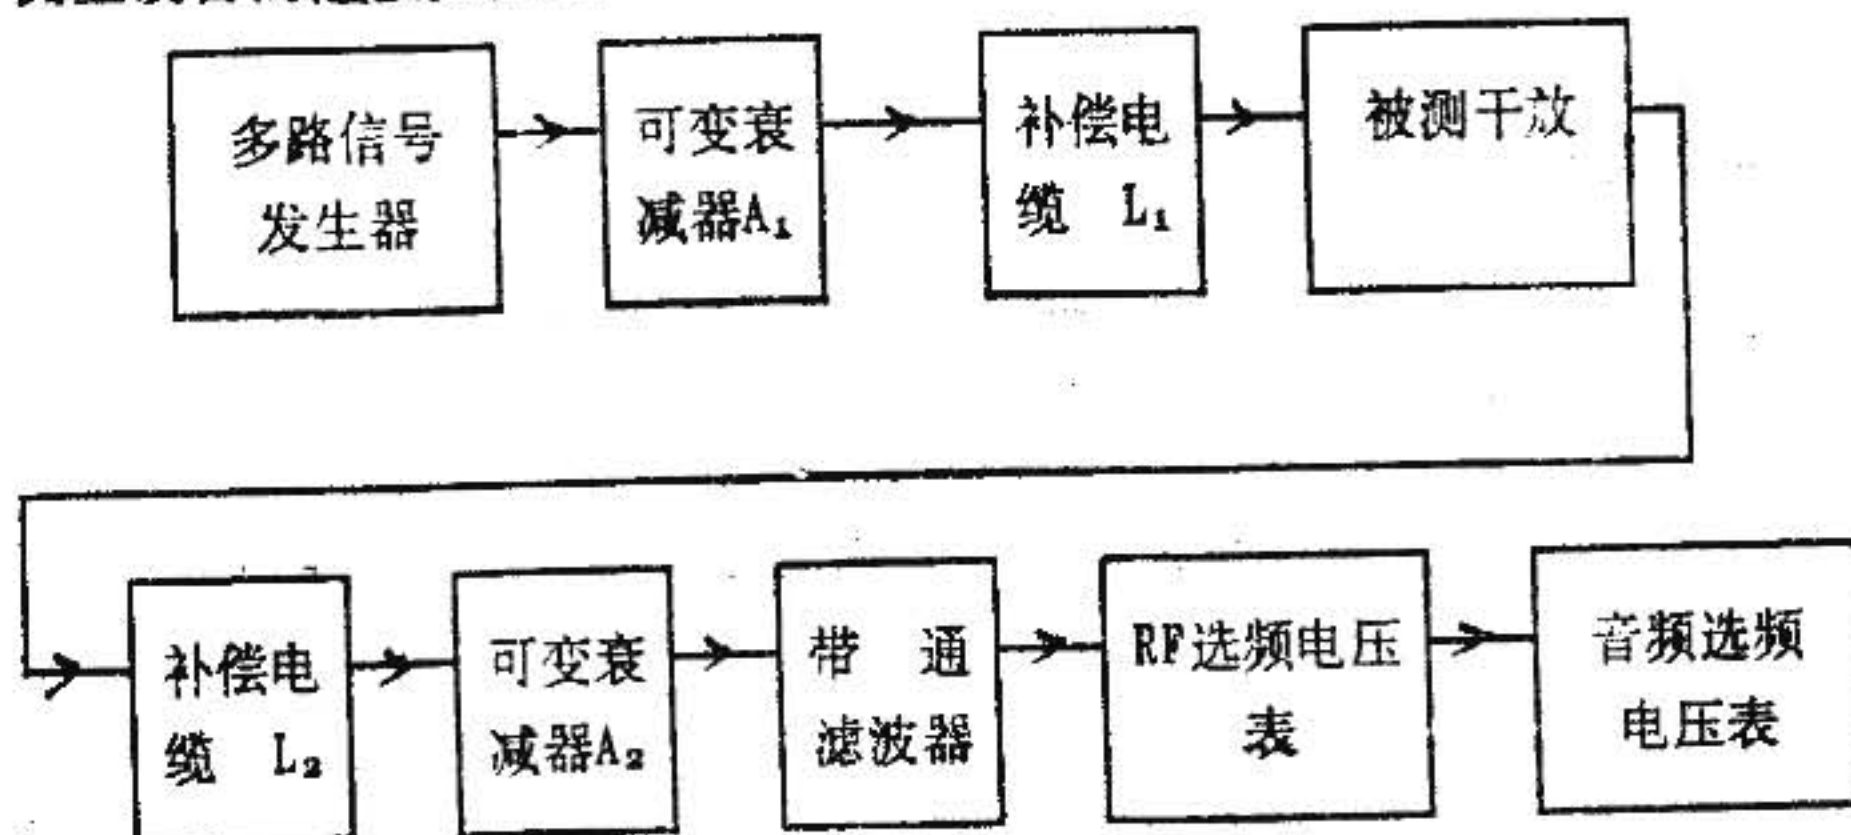 多路信号
发生器
可变衰
减器A₁
补偿电
缆 L₁
被测干放
补偿电
缆 L₂
可变衰
减器A₂
带 通
滤波器
RF选频电压
表
音频选频
电压表